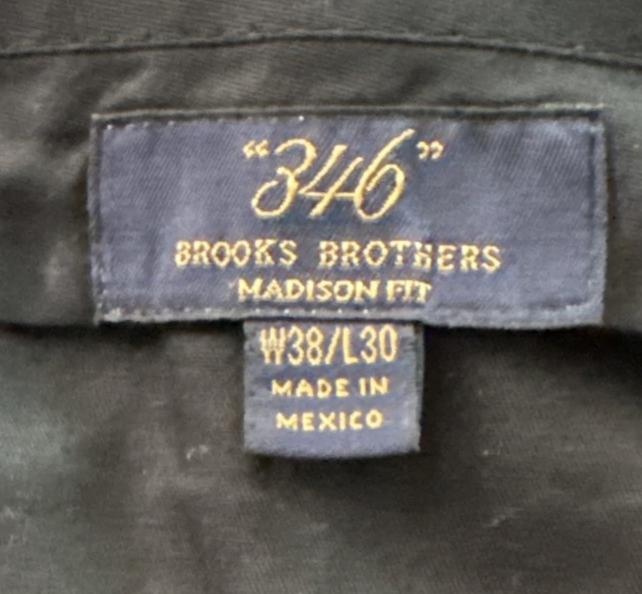 “346”
BROOKS BROTHERS
MADISON FIT
W38/L30
MADE IN
MEXICO